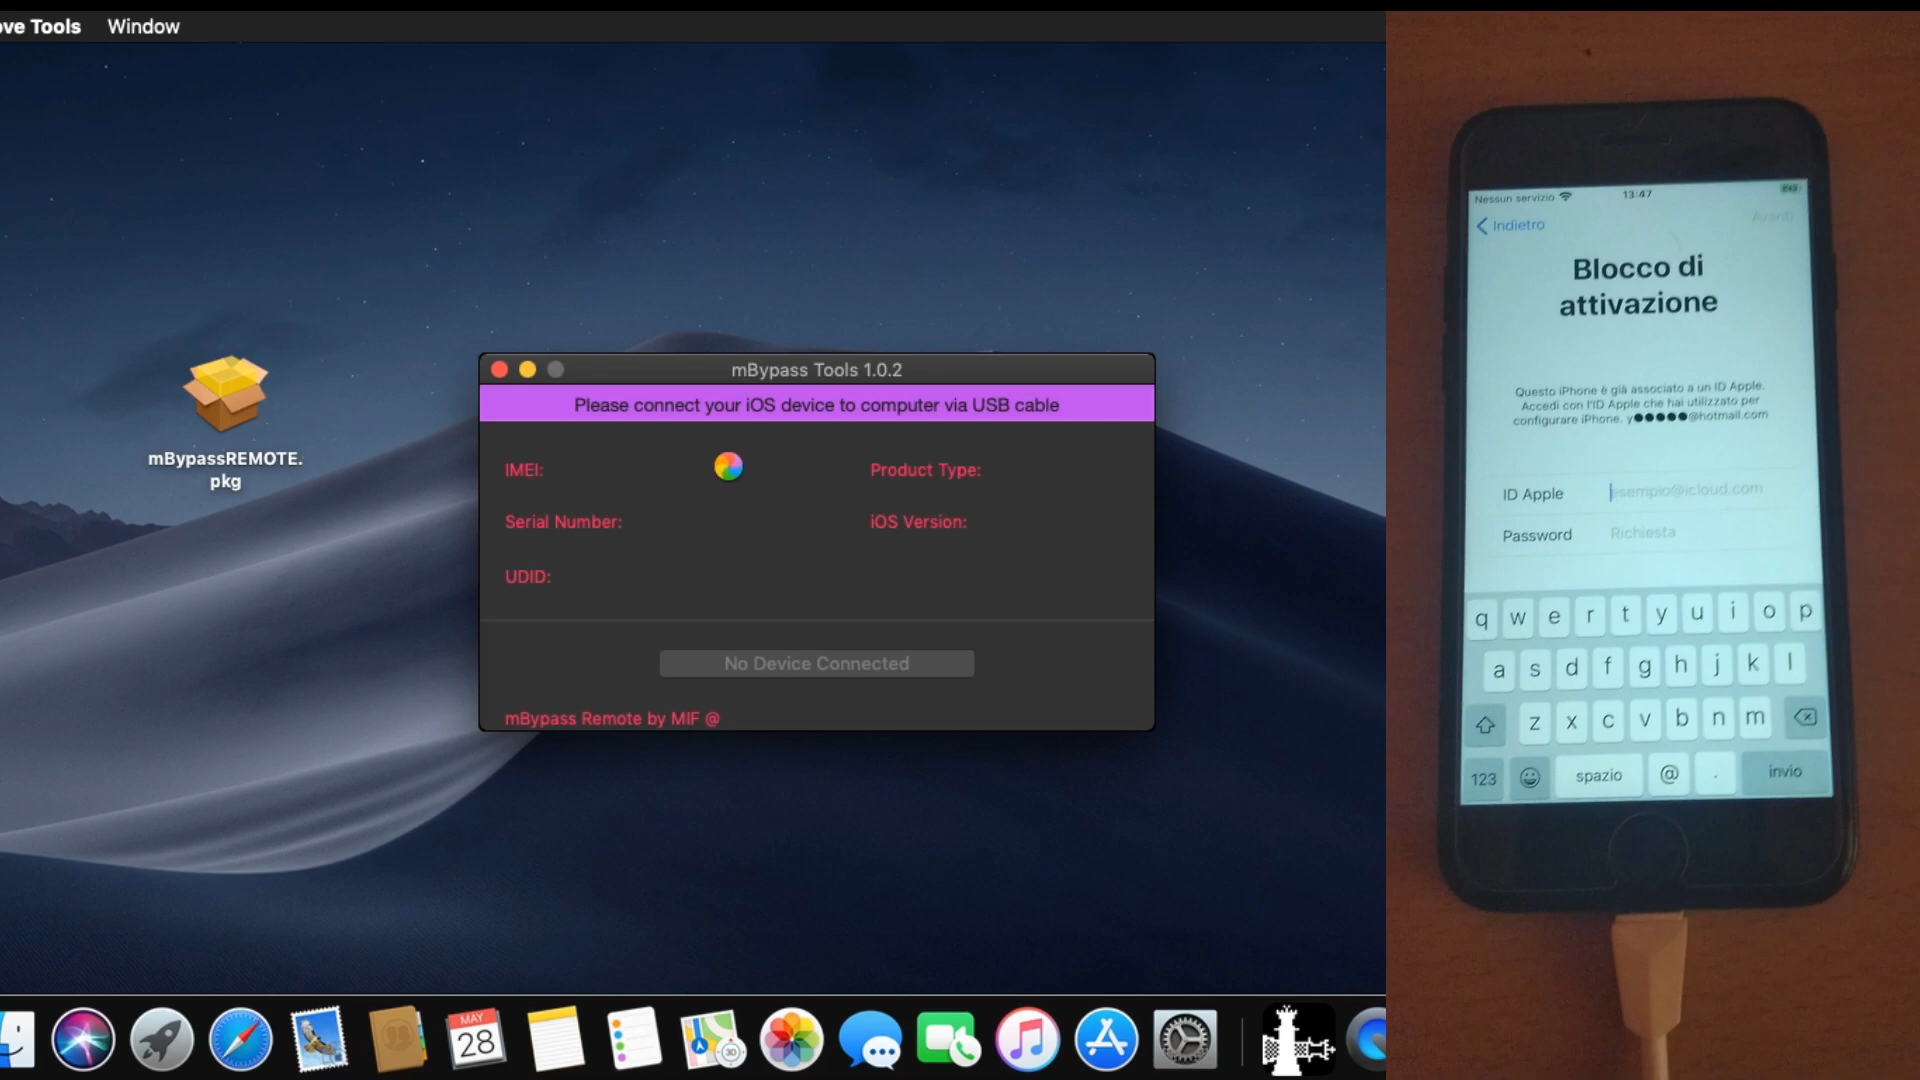 ove Tools Window
mBypassREMOTE.
pkg
mBypass Tools 1.0.2
Please connect your iOS device to computer via USB cable
IMEI:
Product Type:
Serial Number:
iOS Version:
UDID:
No Device Connected
mBypass Remote by MIF @
MAY
28
3D
Nessun servizio 13:47
Indietro Avanti
Blocco di
attivazione
Questo iPhone è già associato a un ID Apple.
Accedi con l'ID Apple che hai utilizzato per
configurare iPhone. y●●●●●@hotmail.com
ID Apple esempio@icloud.com
Password Richiesta
q w e r t y u i o p
a s d f g h j k l
z x c v b n m
123 spazio @ . invio